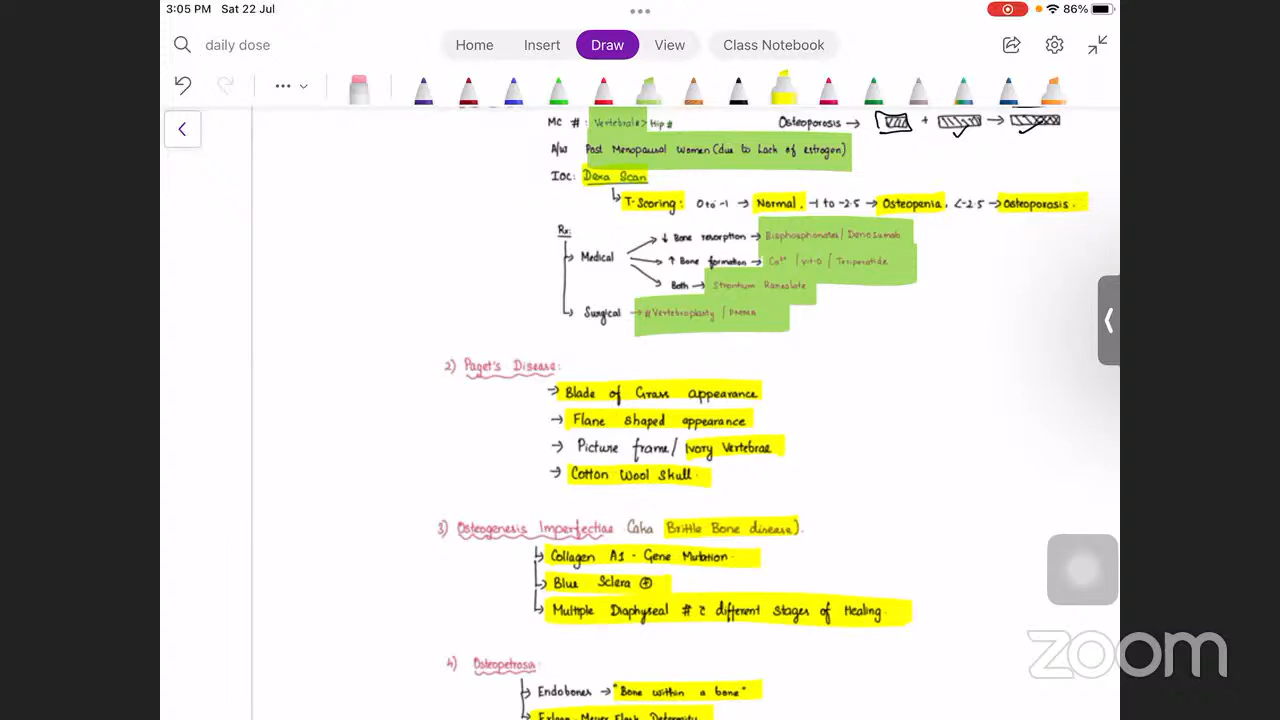 3:05 PM Sat 22 Jul
86%
daily dose
Home Insert Draw View Class Notebook
MC # : Vertebral > Hip #
Osteoporosis → + →
A/w Post Menopausal Women (due to Lack of estrogen)
IOC: Dexa Scan
↳ T-Scoring: 0 to -1 → Normal, -1 to -2.5 → Osteopenia, <-2.5 → Osteoporosis.
Rx:
↓ Bone resorption → Bisphosphonates / Denosumab
Medical → ↑ Bone formation → Ca²⁺ / Vit-D / Teriparatide
Both → Strontium Ranelate
Surgical → # Vertebroplasty /
2) Paget's Disease:
→ Blade of Grass appearance
→ Flane shaped appearance
→ Picture frame / Ivory Vertebrae
→ Cotton Wool Skull.
3) Osteogenesis Imperfectiae (aka Brittle Bone disease).
Collagen A1 - Gene Mutation.
Blue Sclera ⊕
Multiple Diaphyseal # c̄ different stages of Healing.
4) Osteopetrosis:
Endobones → "Bone within a bone"
Flask Deformity
zoom